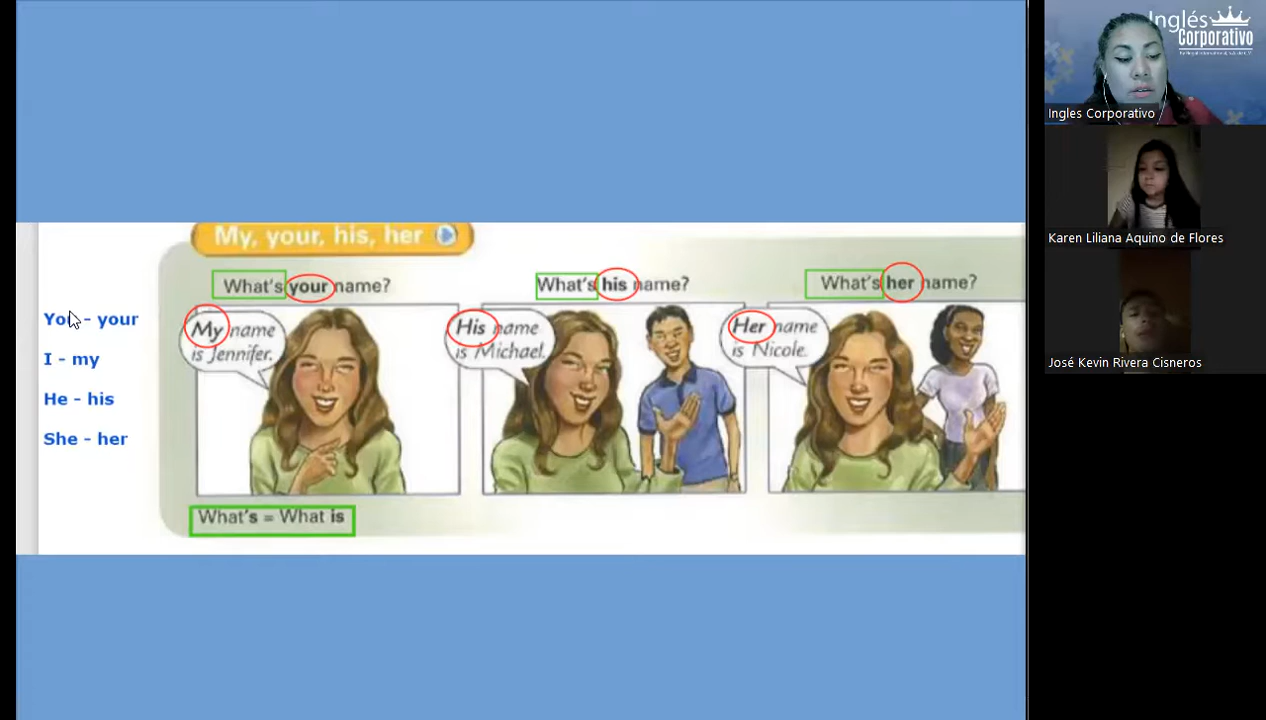 My, your, his, her
What's your name?
My name
is Jennifer.
What's his name?
His name
is Michael.
What's her name?
Her name
is Nicole.
You - your
I - my
He - his
She - her
What's = What is
Inglés
Corporativo
Ingles Corporativo
Karen Liliana Aquino de Flores
José Kevin Rivera Cisneros